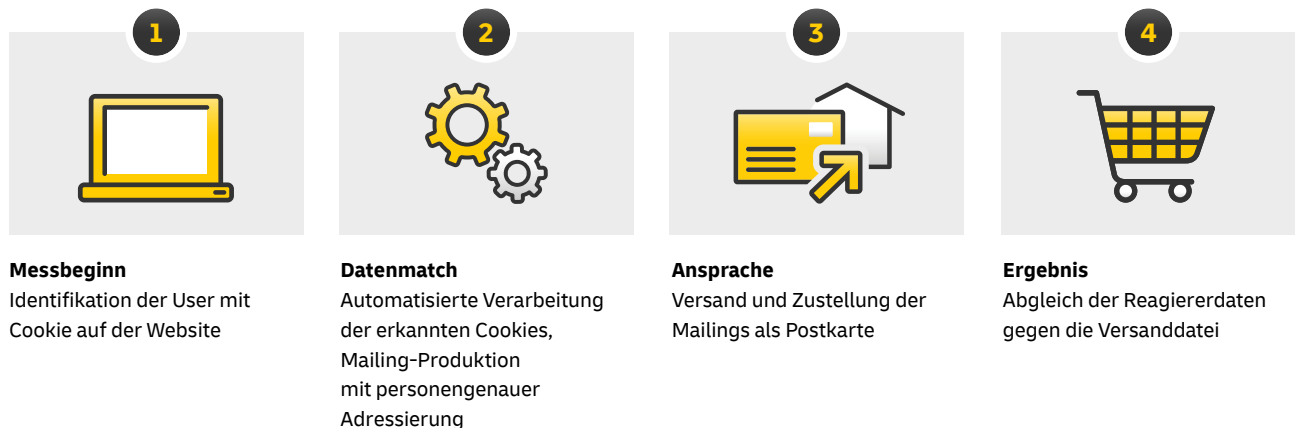 1
2
3
4
Messbeginn
Identifikation der User mit
Cookie auf der Website
Datenmatch
Automatisierte Verarbeitung
der erkannten Cookies,
Mailing-Produktion
mit personengenauer
Adressierung
Ansprache
Versand und Zustellung der
Mailings als Postkarte
Ergebnis
Abgleich der Reagiererdaten
gegen die Versanddatei